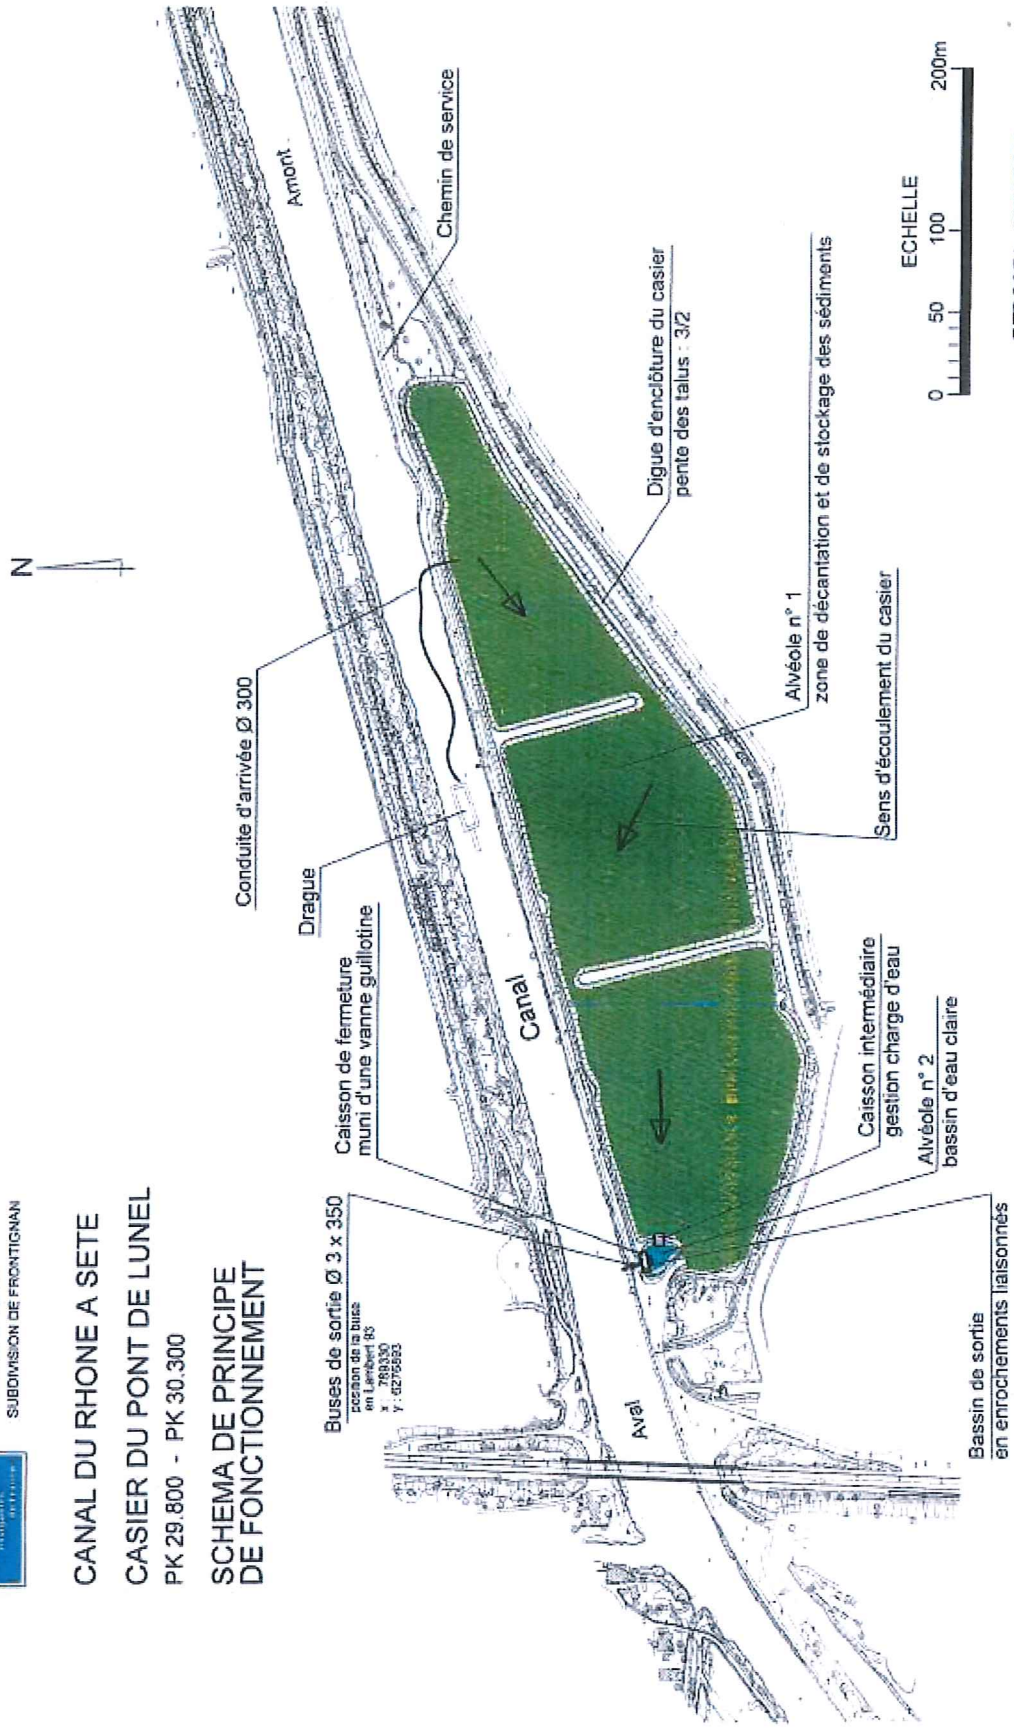 SUBDIVISION DE FRONTIGNAN
CANAL DU RHONE A SETE
CASIER DU PONT DE LUNEL
PK 29.800 - PK 30.300
SCHEMA DE PRINCIPE
DE FONCTIONNEMENT
N
Buses de sortie Ø 3 x 350
position de la buse
en Lambert 93
x : 789330
y : 6276893
Caisson de fermeture
muni d'une vanne guillotine
Drague
Conduite d'arrivée Ø 300
Amont
Chemin de service
Canal
Aval
Digue d'enclôture du casier
pente des talus : 3/2
Alvéole n° 1
zone de décantation et de stockage des sédiments
Sens d'écoulement du casier
Caisson intermédiaire
gestion charge d'eau
Alvéole n° 2
bassin d'eau claire
Bassin de sortie
en enrochements liaisonnés
ECHELLE
0 50 100 200m